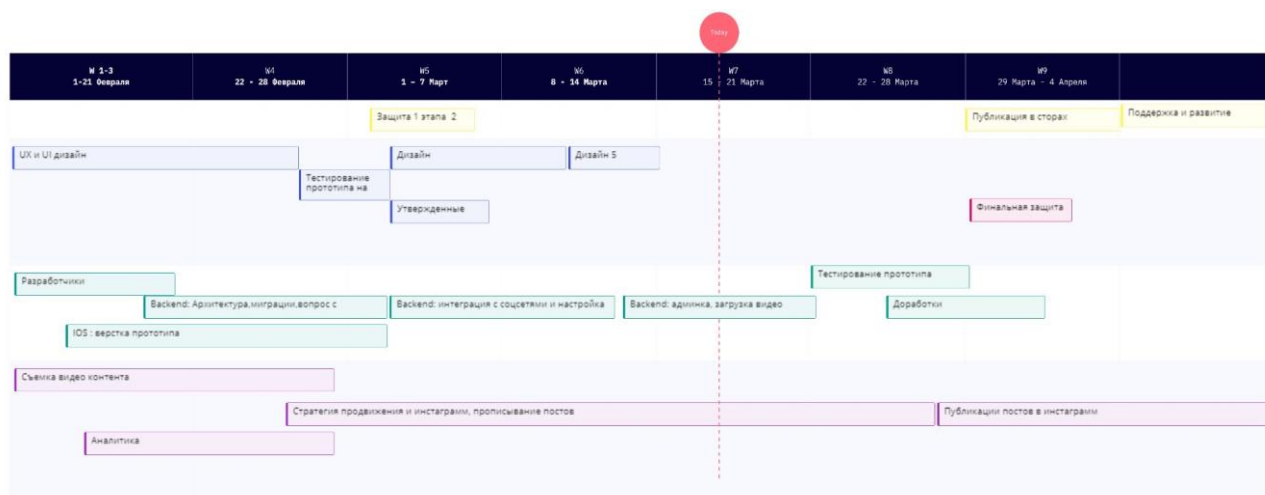 Today
W 1-3
1-21 Февраля
W4
22 - 28 Февраля
W5
1 - 7 Март
W6
8 - 14 Марта
W7
15 - 21 Марта
W8
22 - 28 Марта
W9
29 Марта - 4 Апреля
Защита 1 этапа 2
Публикация в сторах
Поддержка и развитие
UX и UI дизайн
Дизайн
Дизайн 5
Тестирование
прототипа на
Утвержденные
Финальная защита
Разработчики
Тестирование прототипа
Backend: Архитектура,миграции,вопрос с
Backend: интеграция с соцсетями и настройка
Backend: админка, загрузка видео
Доработки
IOS : верстка прототипа
Съемка видео контента
Стратегия продвижения и инстаграмм, прописывание постов
Публикации постов в инстаграмм
Аналитика